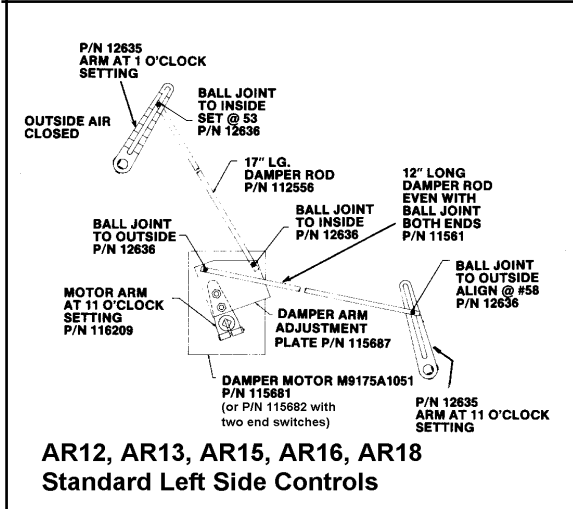 P/N 12635
ARM AT 1 O'CLOCK
SETTING
OUTSIDE AIR
CLOSED
BALL JOINT
TO INSIDE
SET @ 53
P/N 12636
17" LG.
DAMPER ROD
P/N 112556
12" LONG
DAMPER ROD
EVEN WITH
BALL JOINT
BOTH ENDS
P/N 11561
BALL JOINT
TO OUTSIDE
P/N 12636
BALL JOINT
TO INSIDE
P/N 12636
BALL JOINT
TO OUTSIDE
ALIGN @ #58
P/N 12636
MOTOR ARM
AT 11 O'CLOCK
SETTING
P/N 116209
DAMPER ARM
ADJUSTMENT
PLATE P/N 115687
DAMPER MOTOR M9175A1051
P/N 115681
(or P/N 115682 with
two end switches)
P/N 12635
ARM AT 11 O'CLOCK
SETTING
AR12, AR13, AR15, AR16, AR18
Standard Left Side Controls